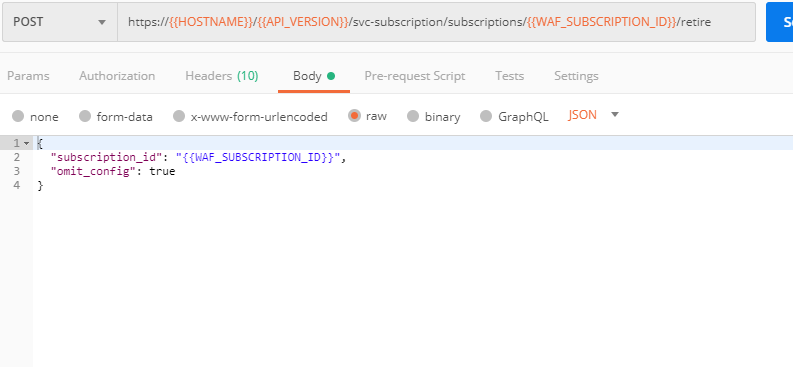 POST https://{{HOSTNAME}}/{{API_VERSION}}/svc-subscription/subscriptions/{{WAF_SUBSCRIPTION_ID}}/retire
Params Authorization Headers (10) Body Pre-request Script Tests Settings
none form-data x-www-form-urlencoded raw binary GraphQL JSON
1 {
2 "subscription_id": "{{WAF_SUBSCRIPTION_ID}}",
3 "omit_config": true
4 }